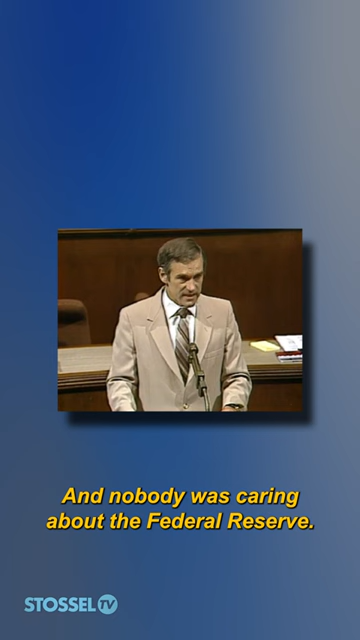 And nobody was caring
about the Federal Reserve.
STOSSEL TV